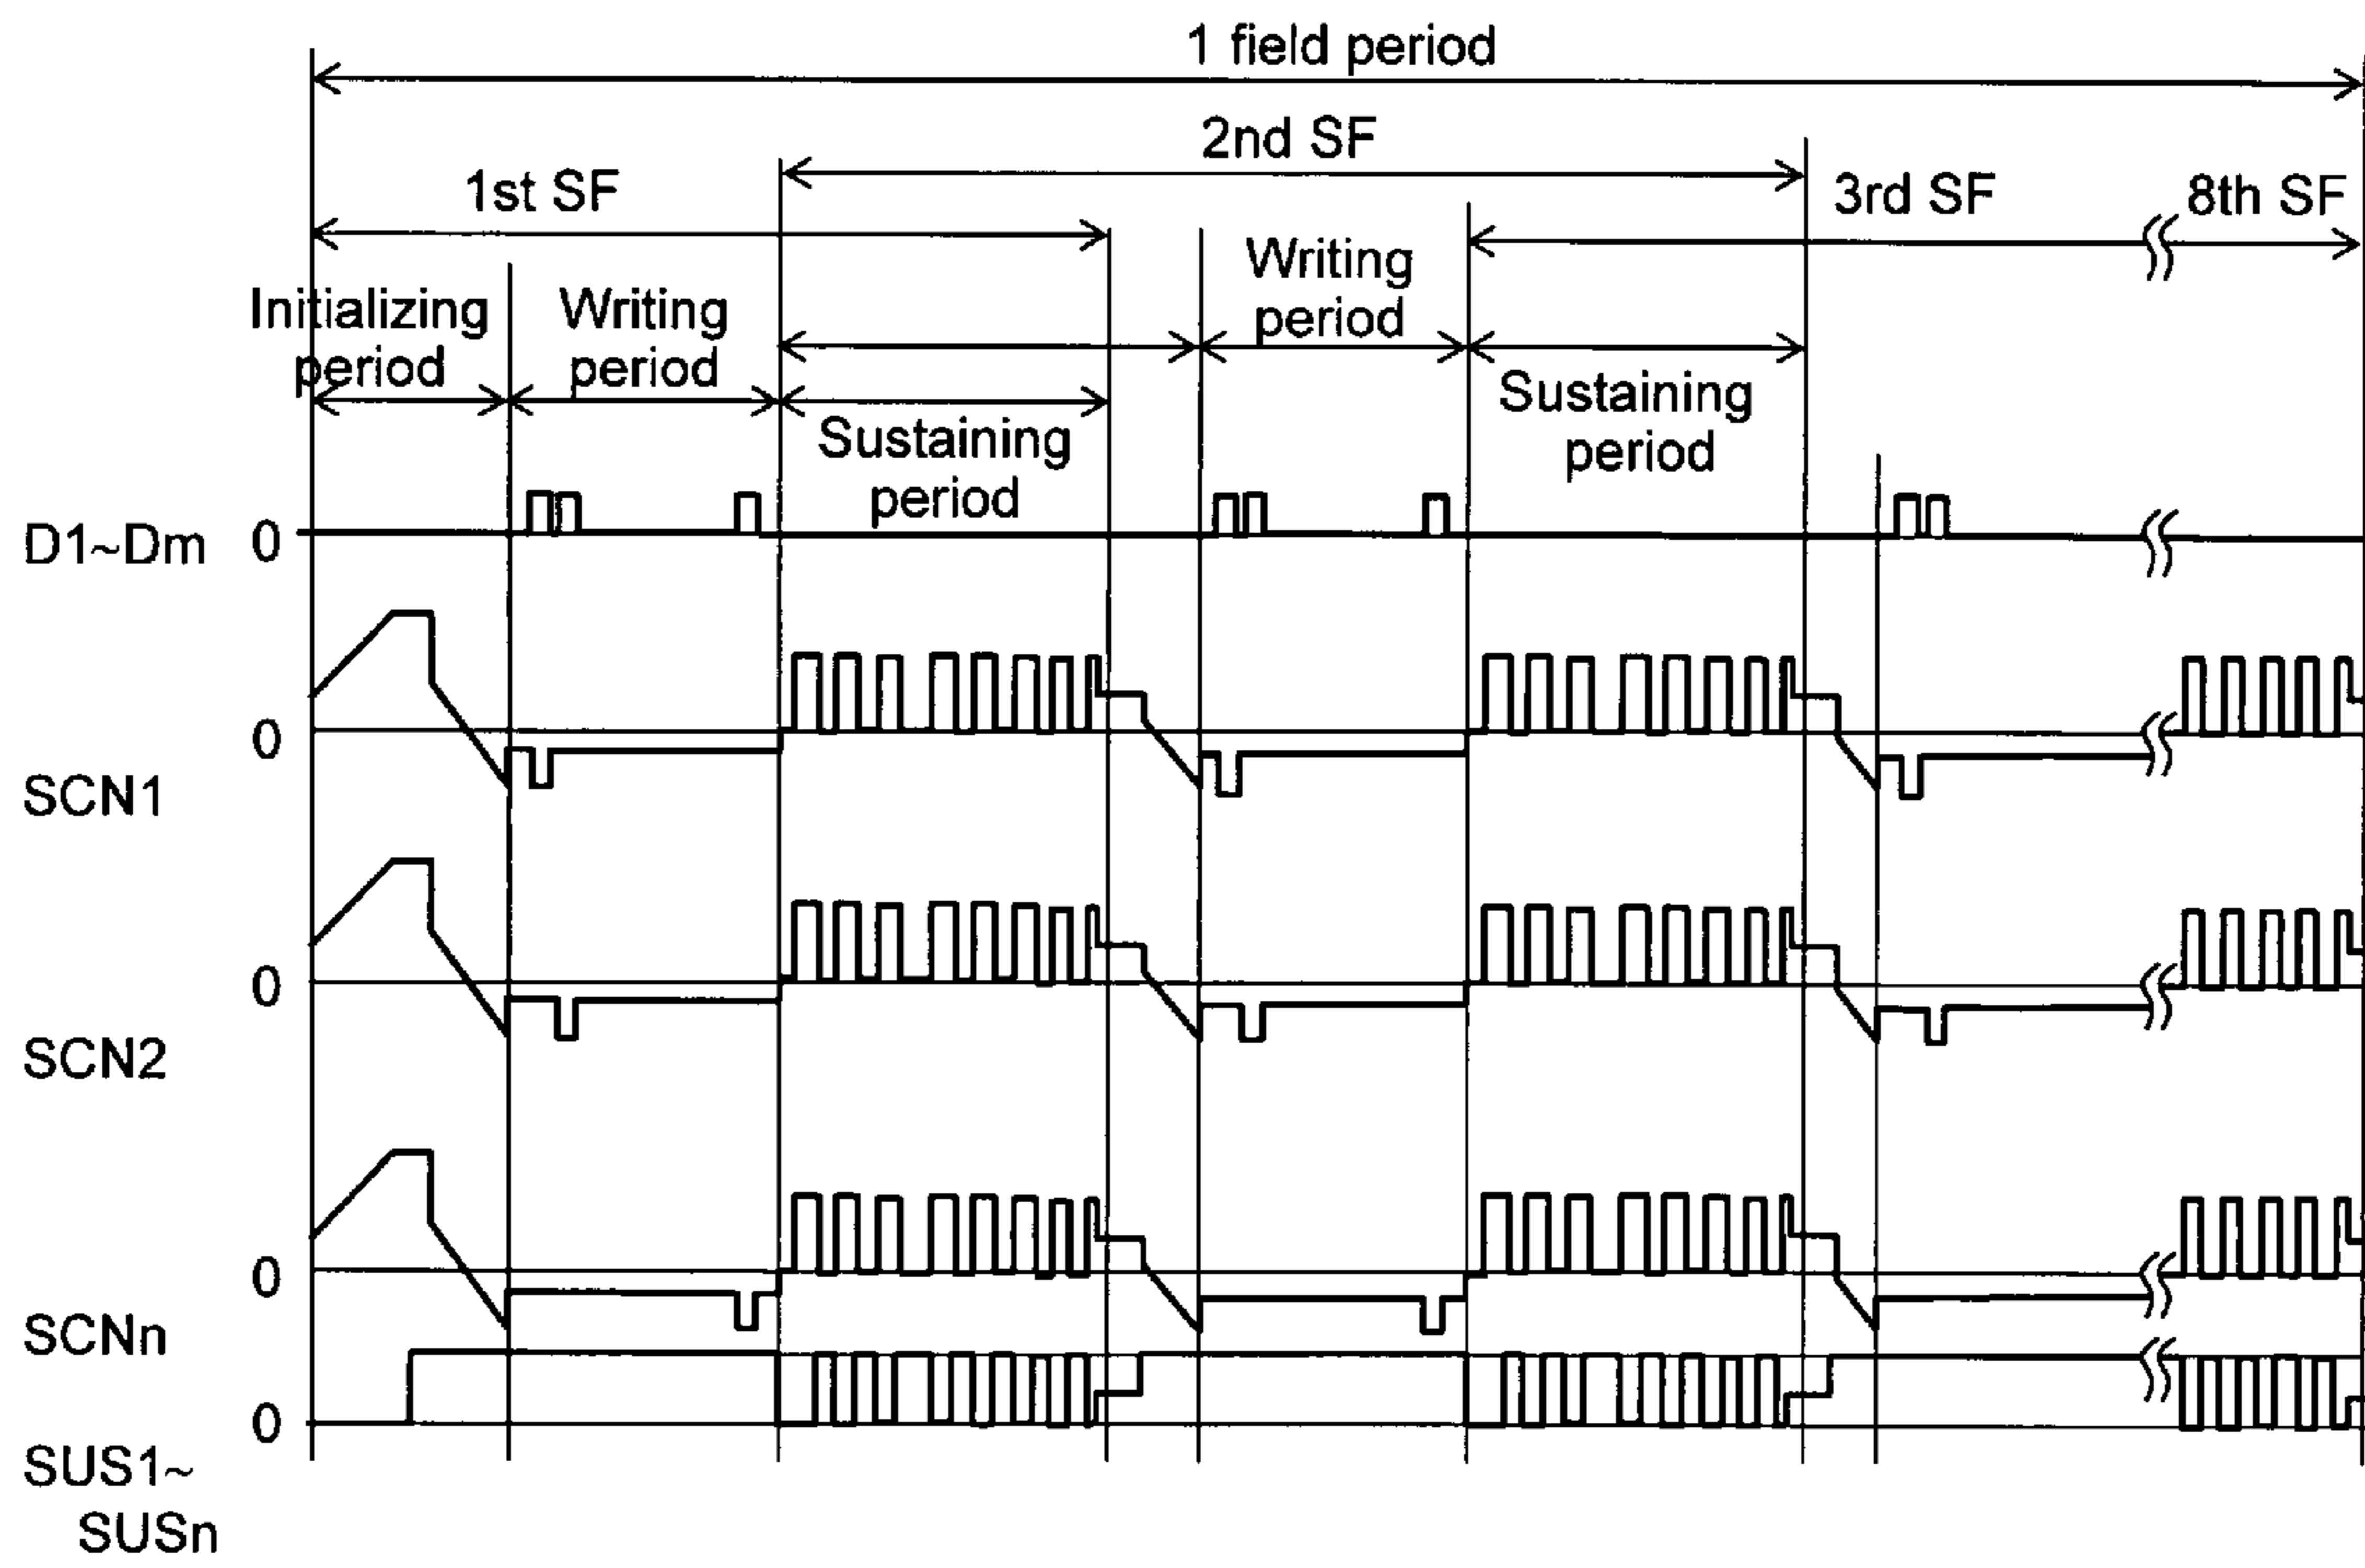 1 field period
2nd SF
1st SF
3rd SF
8th SF
Writing
period
Initializing
period
Writing
period
Sustaining
period
Sustaining
period
D1~Dm 0
0
SCN1
0
SCN2
0
SCNn
0
SUS1~
SUSn